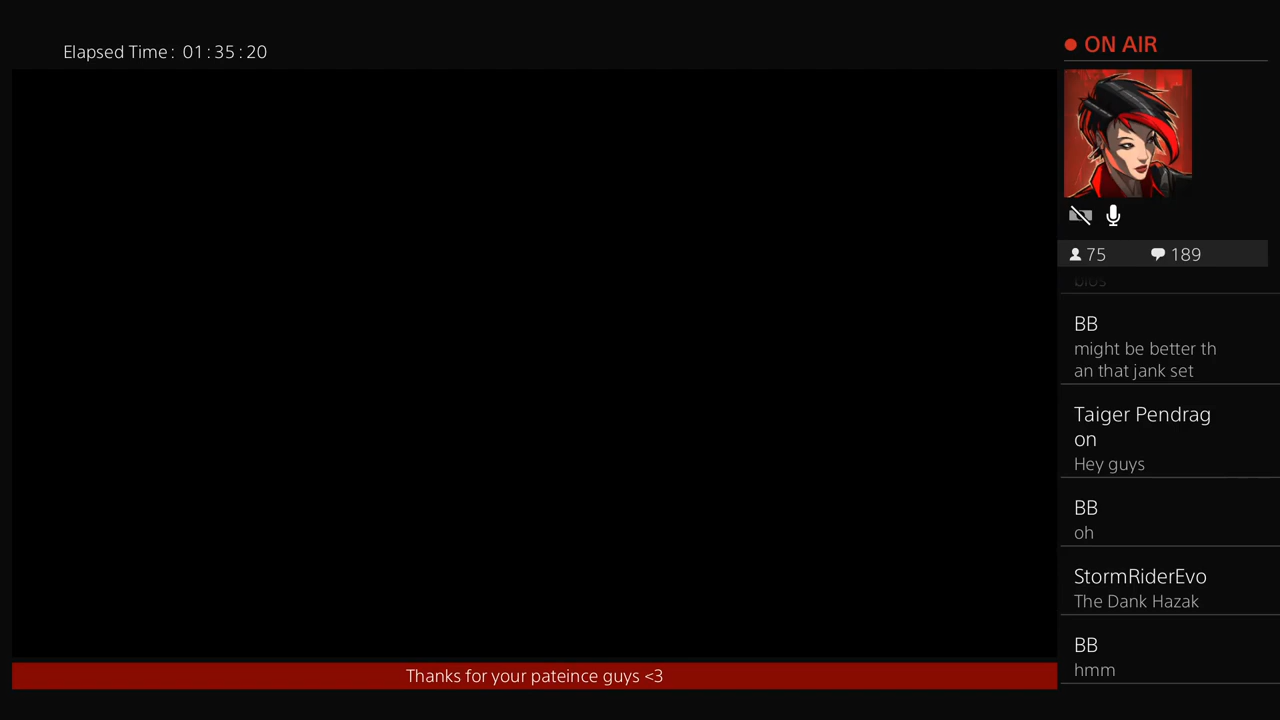 Elapsed Time: 01:35:20
ON AIR
75 189
BB
might be better th
an that jank set
Taiger Pendrag
on
Hey guys
BB
oh
StormRiderEvo
The Dank Hazak
BB
hmm
Thanks for your pateince guys <3